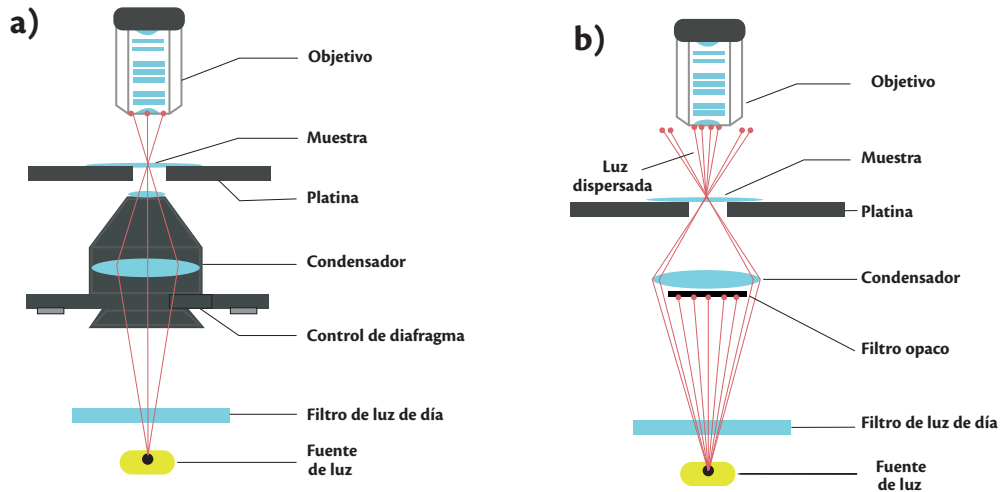 a)
Objetivo
Muestra
Platina
Condensador
Control de diafragma
Filtro de luz de día
Fuente
de luz
b)
Objetivo
Luz
dispersada
Muestra
Platina
Condensador
Filtro opaco
Filtro de luz de día
Fuente
de luz